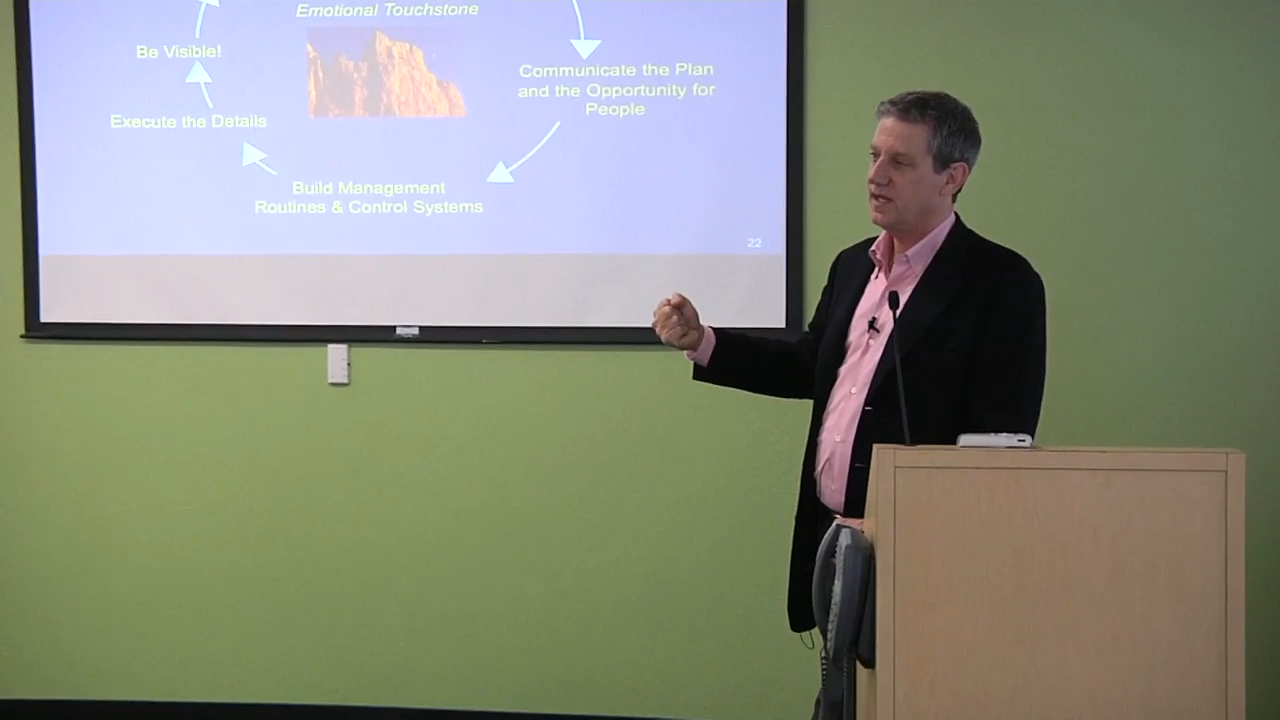 Emotional Touchstone
Be Visible!
Communicate the Plan
and the Opportunity for
People
Execute the Details
Build Management
Routines & Control Systems
22